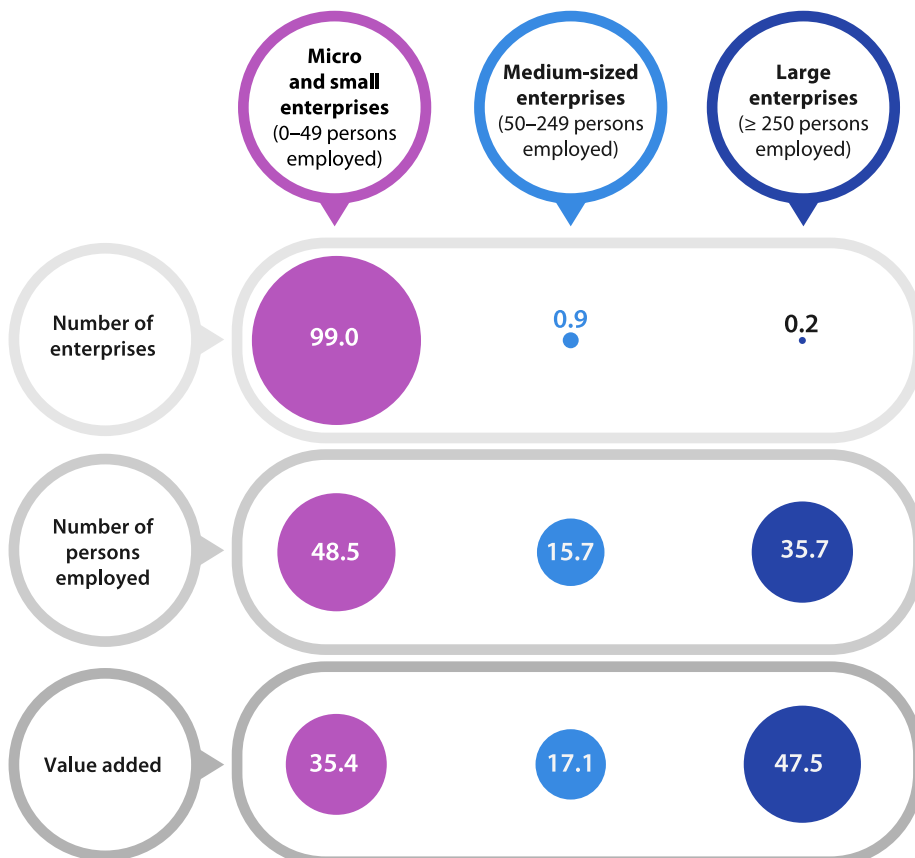 Micro
and small
enterprises
(0–49 persons
employed)
Medium-sized
enterprises
(50–249 persons
employed)
Large
enterprises
(≥ 250 persons
employed)
Number of
enterprises
99.0
0.9
0.2
Number of
persons
employed
48.5
15.7
35.7
Value added
35.4
17.1
47.5